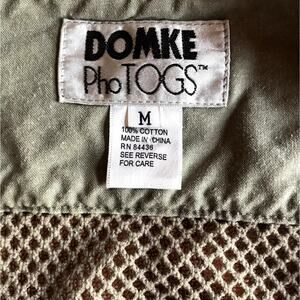 DOMKE
PhoTOGS™
M
100% COTTON
MADE IN CHINA
RN 84436
SEE REVERSE
FOR CARE